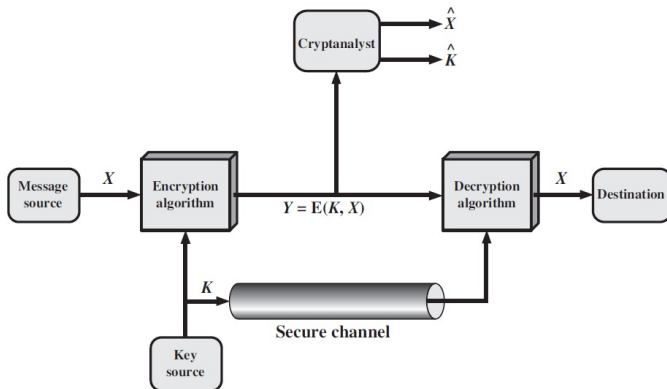 X̂
Cryptanalyst
K̂
Message
source
X
Encryption
algorithm
Y = E(K, X)
Decryption
algorithm
X
Destination
K
Secure channel
Key
source